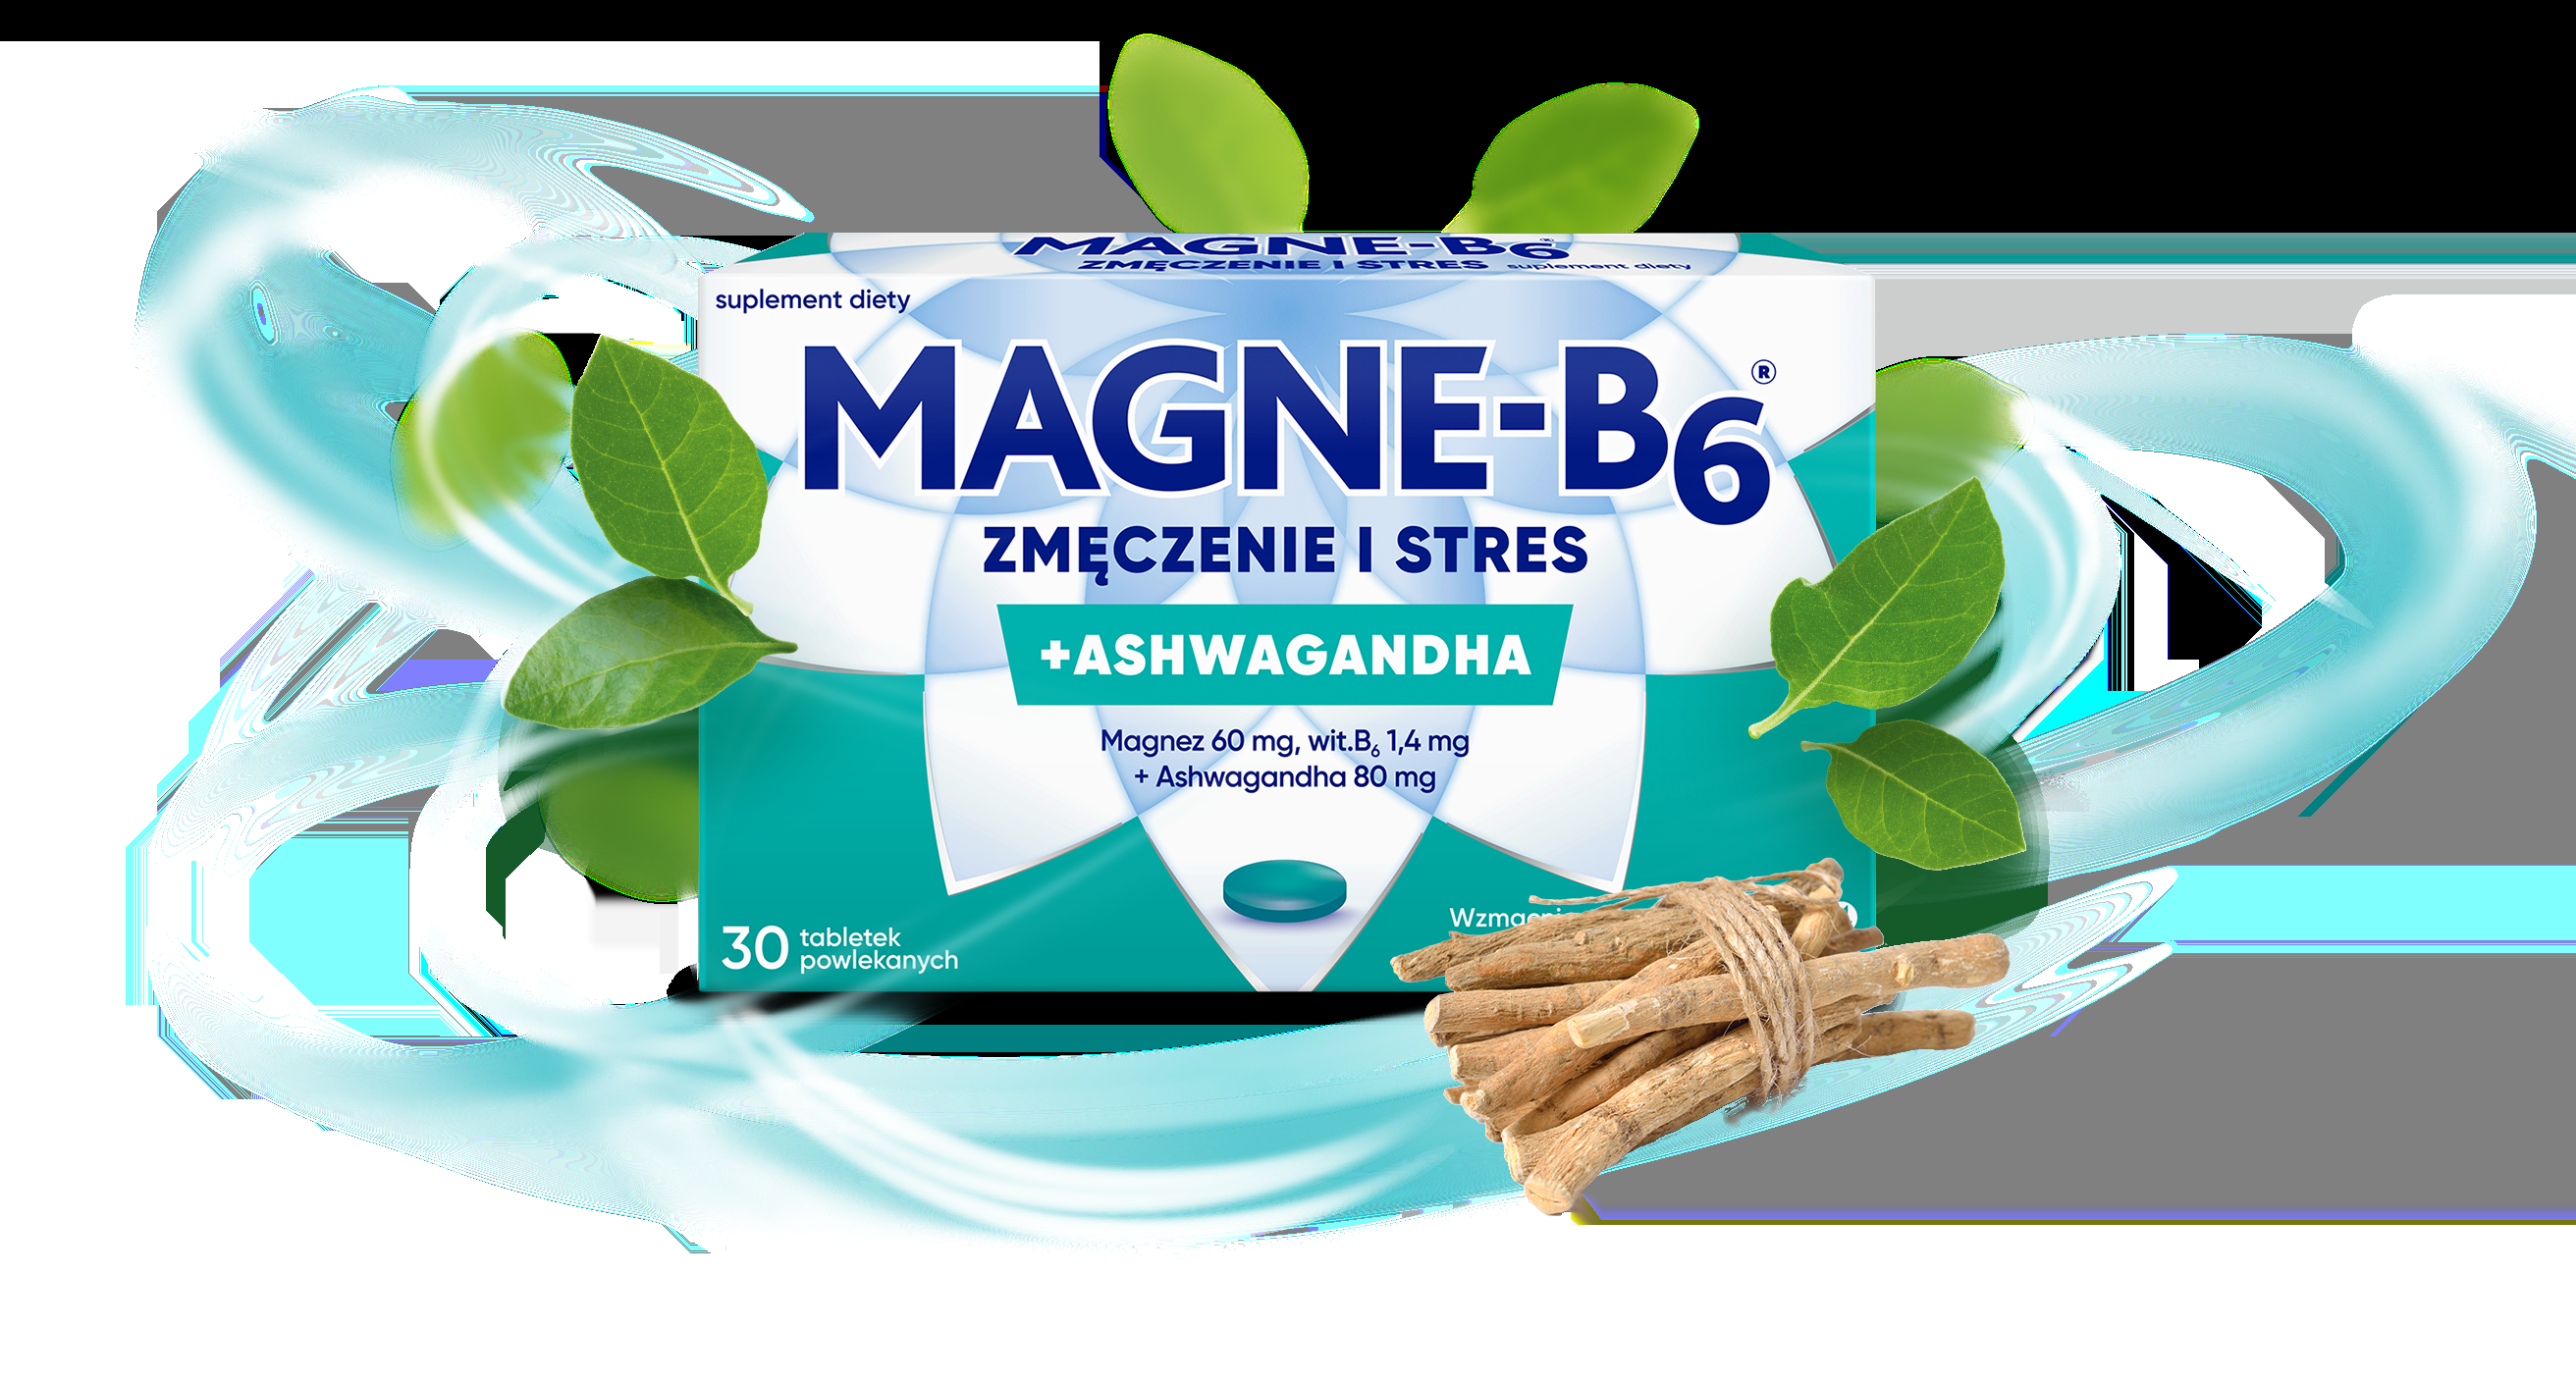 MAGNE-B6®
ZMĘCZENIE I STRES suplement diety
suplement diety
MAGNE-B6®
ZMĘCZENIE I STRES
+ASHWAGANDHA
Magnez 60 mg, wit.B6 1,4 mg
+ Ashwagandha 80 mg
30 tabletek
powlekanych